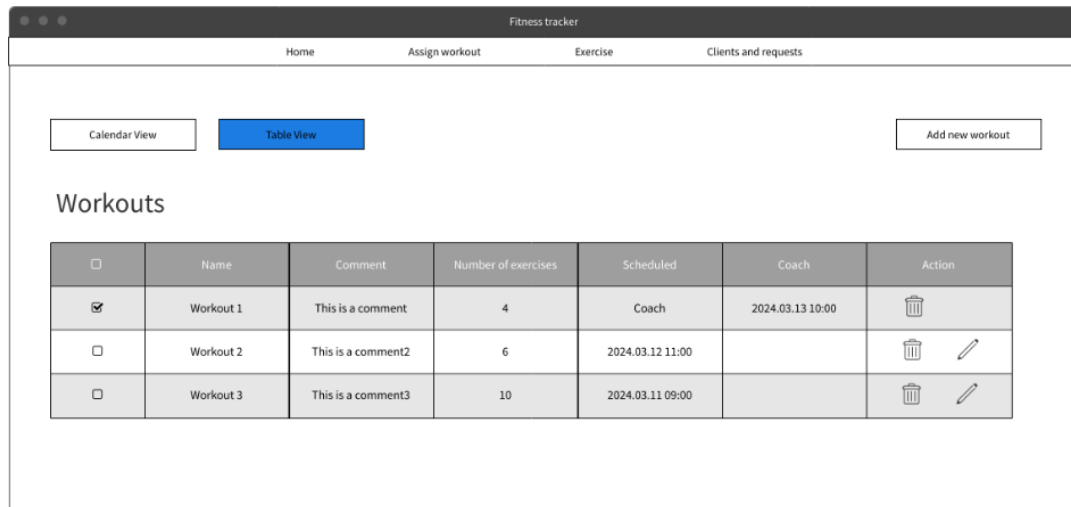 Fitness tracker
Home Assign workout Exercise Clients and requests
Calendar View Table View Add new workout
Workouts
Name Comment Number of exercises Scheduled Coach Action
Workout 1 This is a comment 4 Coach 2024.03.13 10:00
Workout 2 This is a comment2 6 2024.03.12 11:00
Workout 3 This is a comment3 10 2024.03.11 09:00